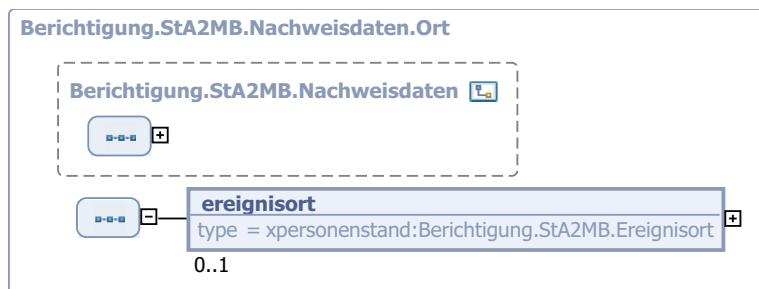 Berichtigung.StA2MB.Nachweisdaten.Ort
Berichtigung.StA2MB.Nachweisdaten
ereignisort
type = xpersonenstand:Berichtigung.StA2MB.Ereignisort
0..1